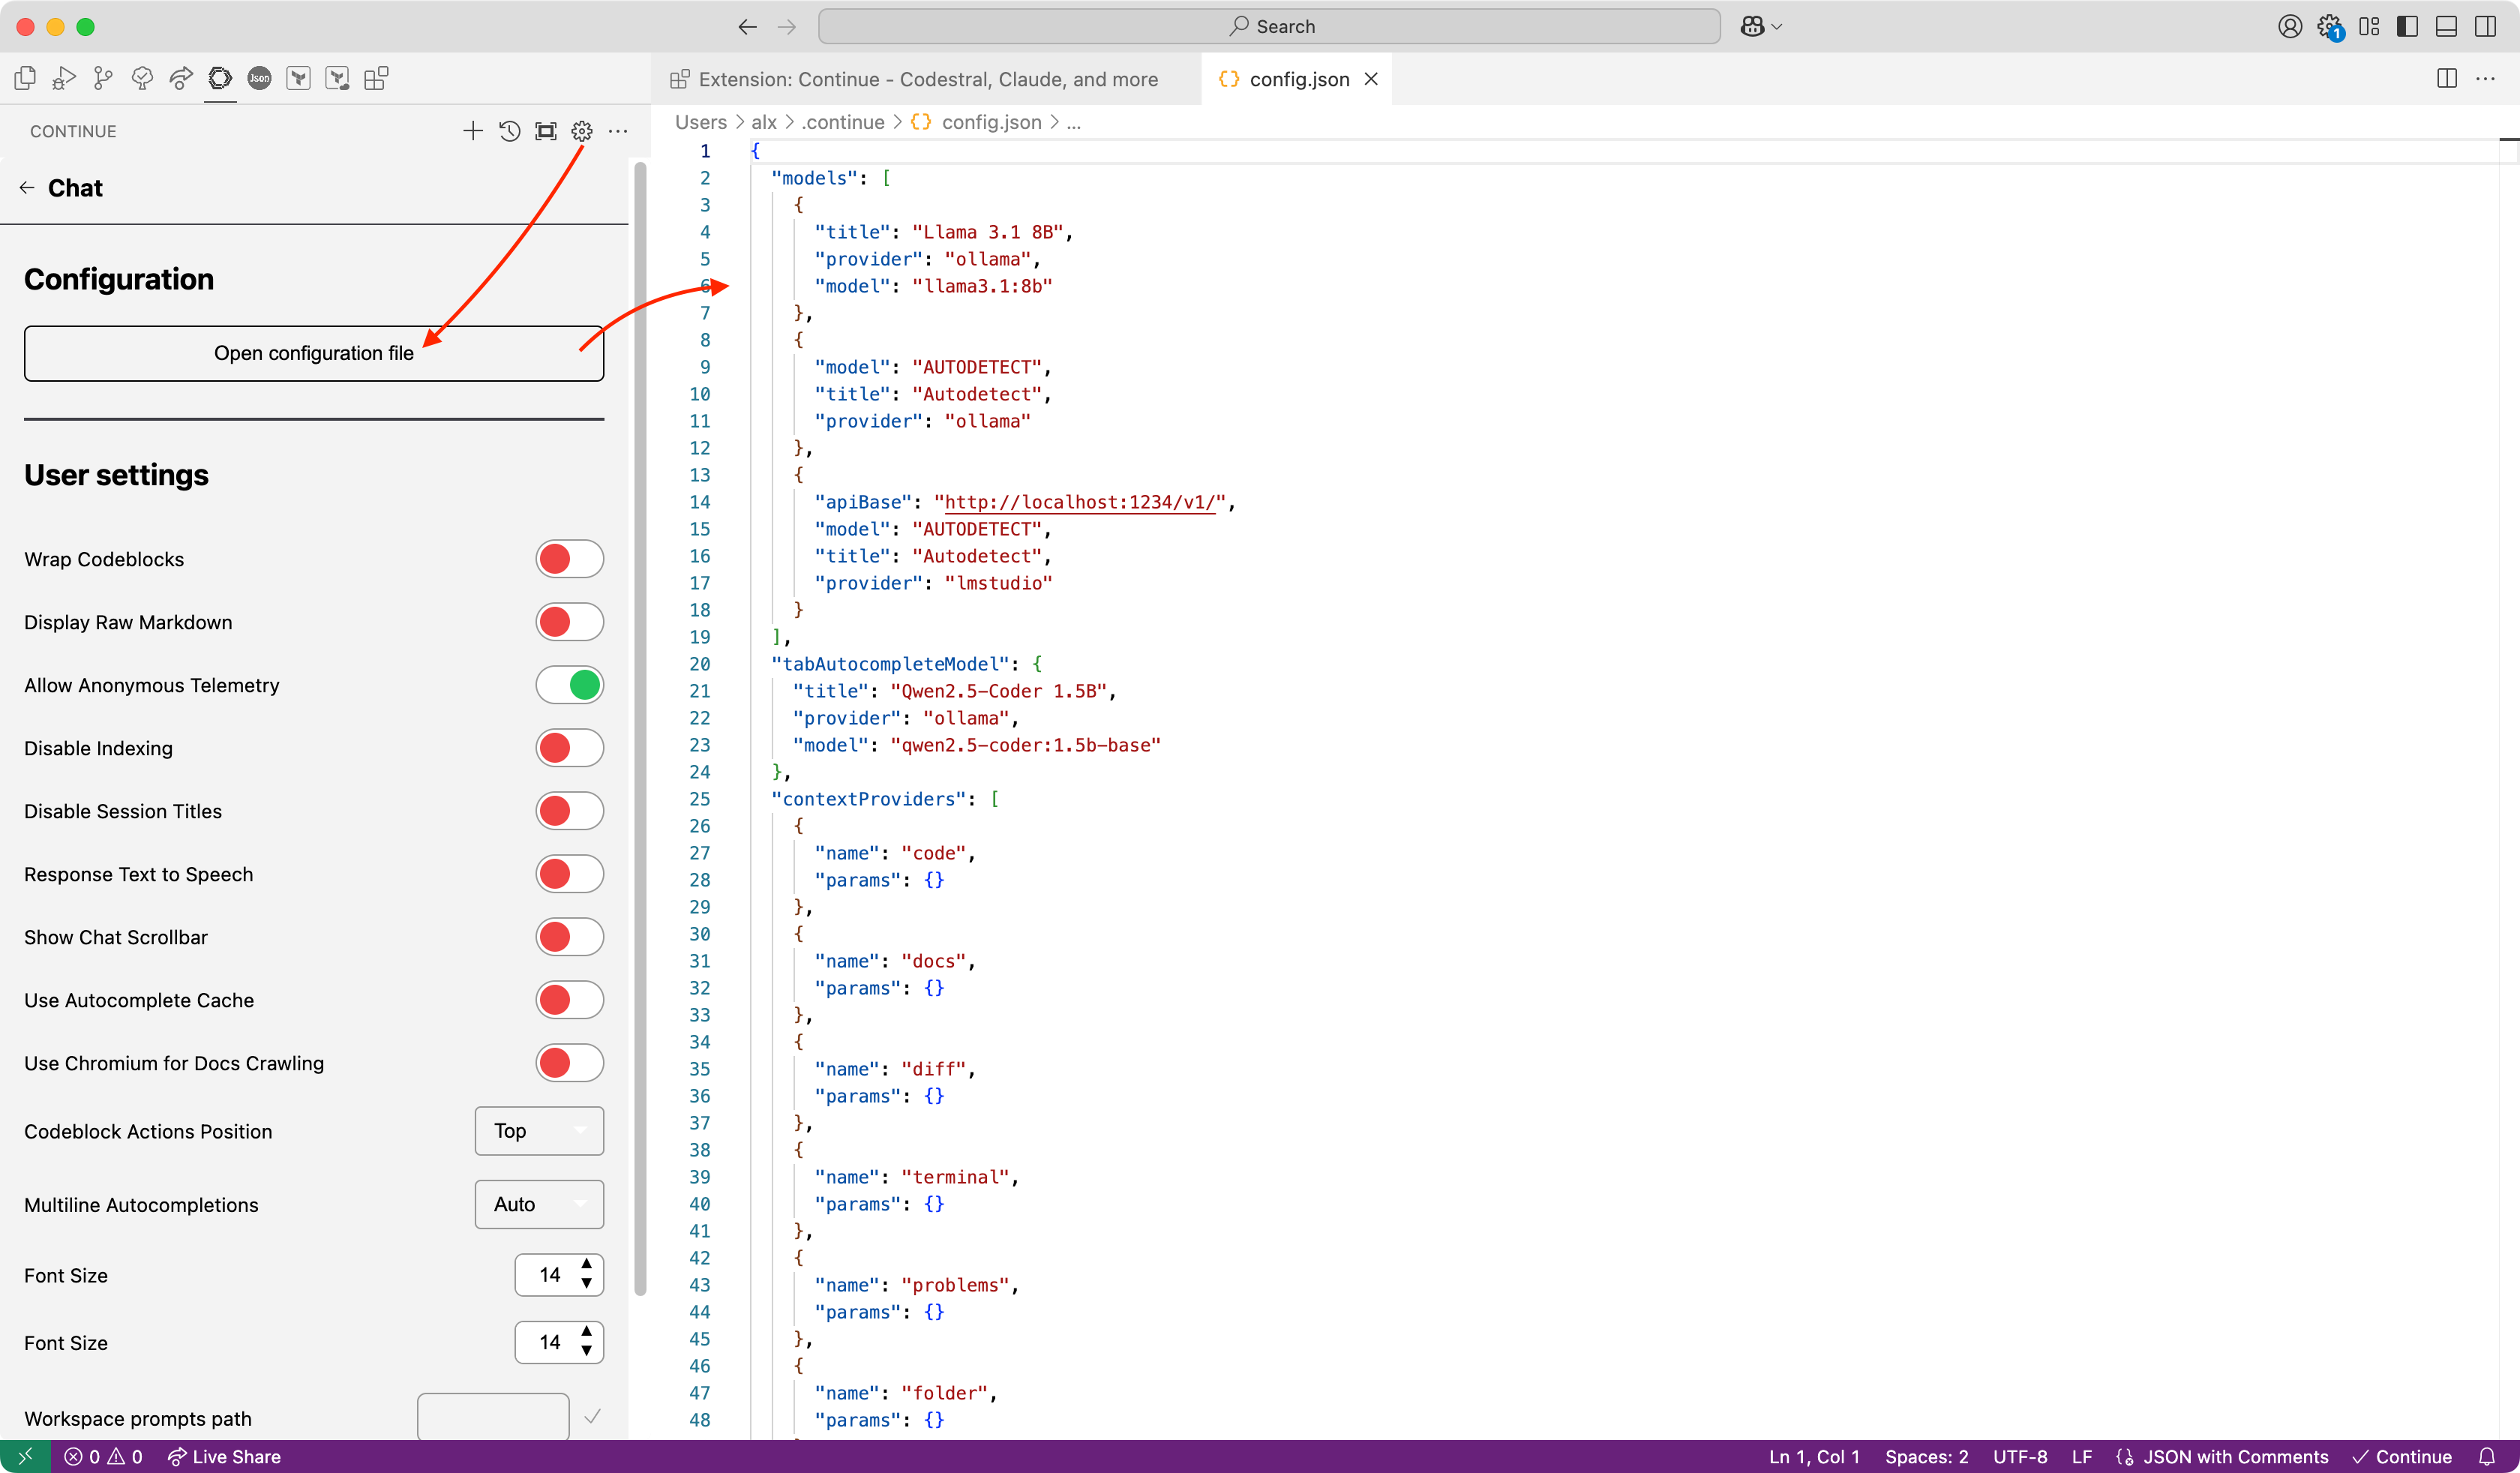 Search
1
Json
CONTINUE
Chat
Configuration
Open configuration file
User settings
Wrap Codeblocks
Display Raw Markdown
Allow Anonymous Telemetry
Disable Indexing
Disable Session Titles
Response Text to Speech
Show Chat Scrollbar
Use Autocomplete Cache
Use Chromium for Docs Crawling
Codeblock Actions Position Top
Multiline Autocompletions Auto
Font Size 14
Font Size 14
Workspace prompts path
Extension: Continue - Codestral, Claude, and more
{} config.json
Users > alx > .continue > {} config.json > ...
1 {
2 "models": [
3 {
4 "title": "Llama 3.1 8B",
5 "provider": "ollama",
6 "model": "llama3.1:8b"
7 },
8 {
9 "model": "AUTODETECT",
10 "title": "Autodetect",
11 "provider": "ollama"
12 },
13 {
14 "apiBase": "http://localhost:1234/v1/",
15 "model": "AUTODETECT",
16 "title": "Autodetect",
17 "provider": "lmstudio"
18 }
19 ],
20 "tabAutocompleteModel": {
21 "title": "Qwen2.5-Coder 1.5B",
22 "provider": "ollama",
23 "model": "qwen2.5-coder:1.5b-base"
24 },
25 "contextProviders": [
26 {
27 "name": "code",
28 "params": {}
29 },
30 {
31 "name": "docs",
32 "params": {}
33 },
34 {
35 "name": "diff",
36 "params": {}
37 },
38 {
39 "name": "terminal",
40 "params": {}
41 },
42 {
43 "name": "problems",
44 "params": {}
45 },
46 {
47 "name": "folder",
48 "params": {}
0 0 Live Share
Ln 1, Col 1 Spaces: 2 UTF-8 LF JSON with Comments Continue